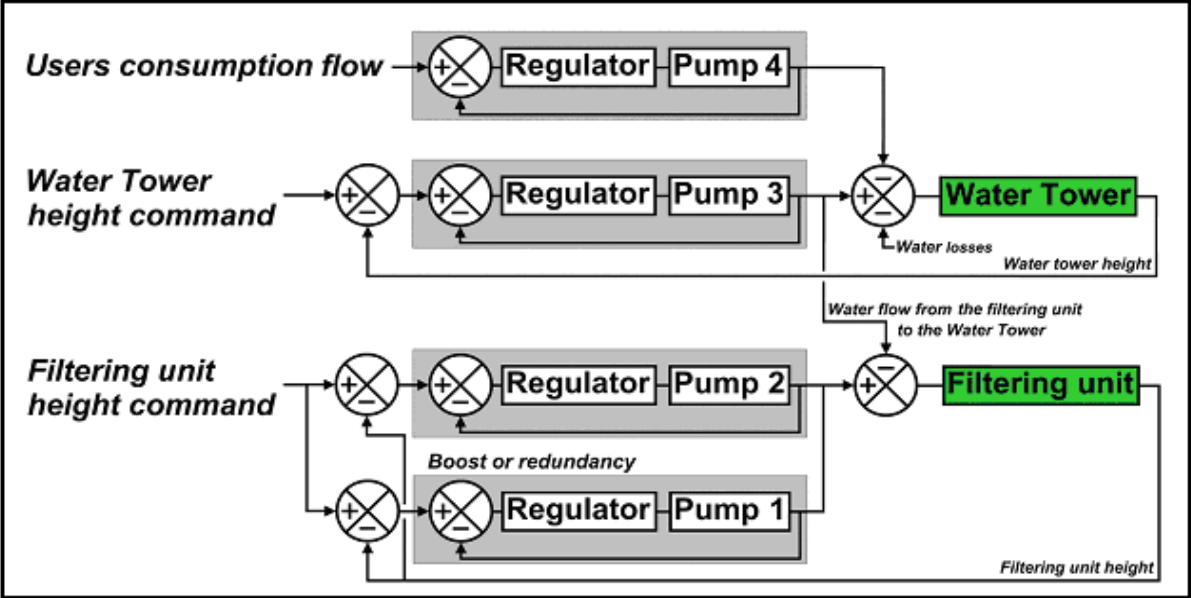 Users consumption flow
+
−
Regulator
Pump 4
Water Tower
height command
+
−
+
−
Regulator
Pump 3
−
+
−
Water Tower
Water losses
Water tower height
Water flow from the filtering unit
to the Water Tower
Filtering unit
height command
+
−
+
−
Regulator
Pump 2
−
+
Filtering unit
Boost or redundancy
+
−
+
−
Regulator
Pump 1
Filtering unit height